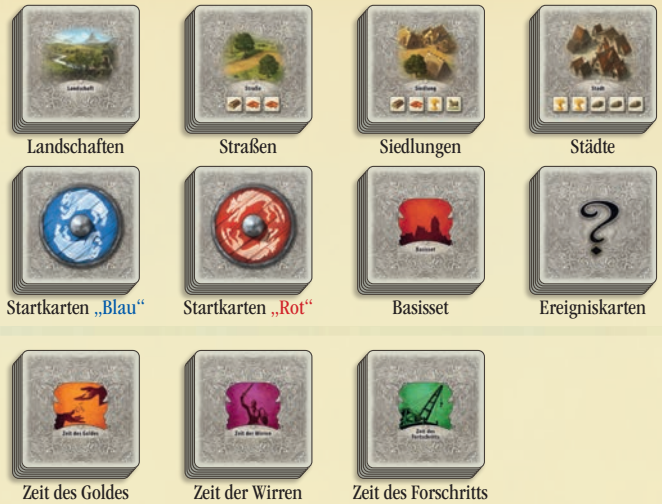 Landschaft
Straße
Siedlung
Stadt
Landschaften
Straßen
Siedlungen
Städte
Basisset
?
Startkarten „Blau“
Startkarten „Rot“
Basisset
Ereigniskarten
Zeit des Goldes
Zeit der Wirren
Zeit des
Fortschritts
Zeit des Goldes
Zeit der Wirren
Zeit des Forschritts